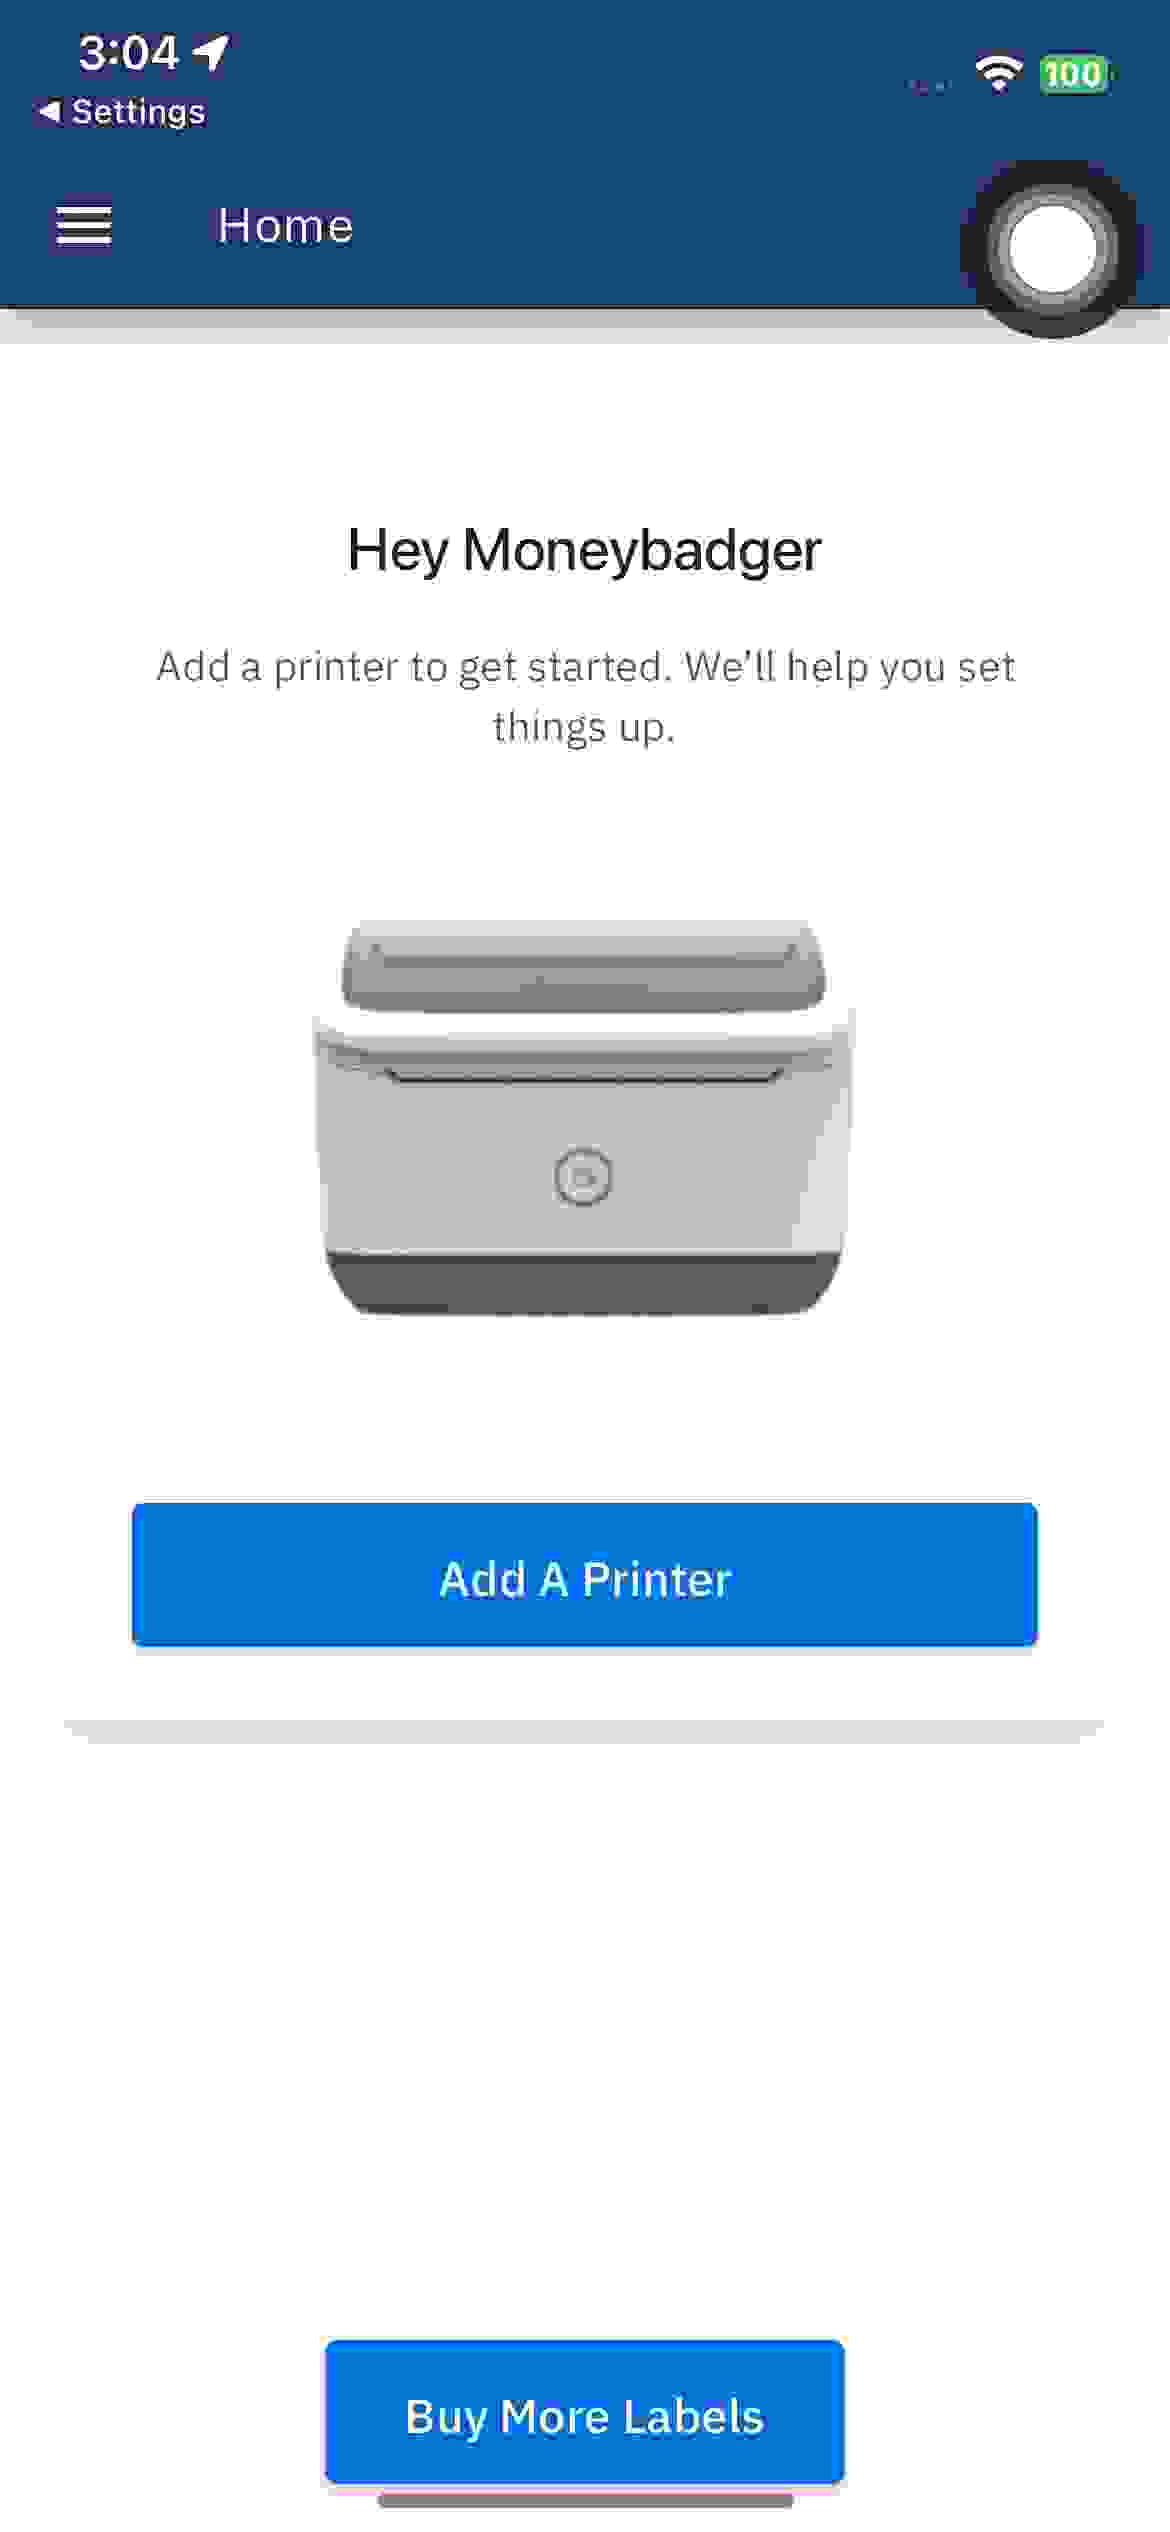 3:04
Settings
100
Home
Hey Moneybadger
Add a printer to get started. We'll help you set
things up.
Add A Printer
Buy More Labels